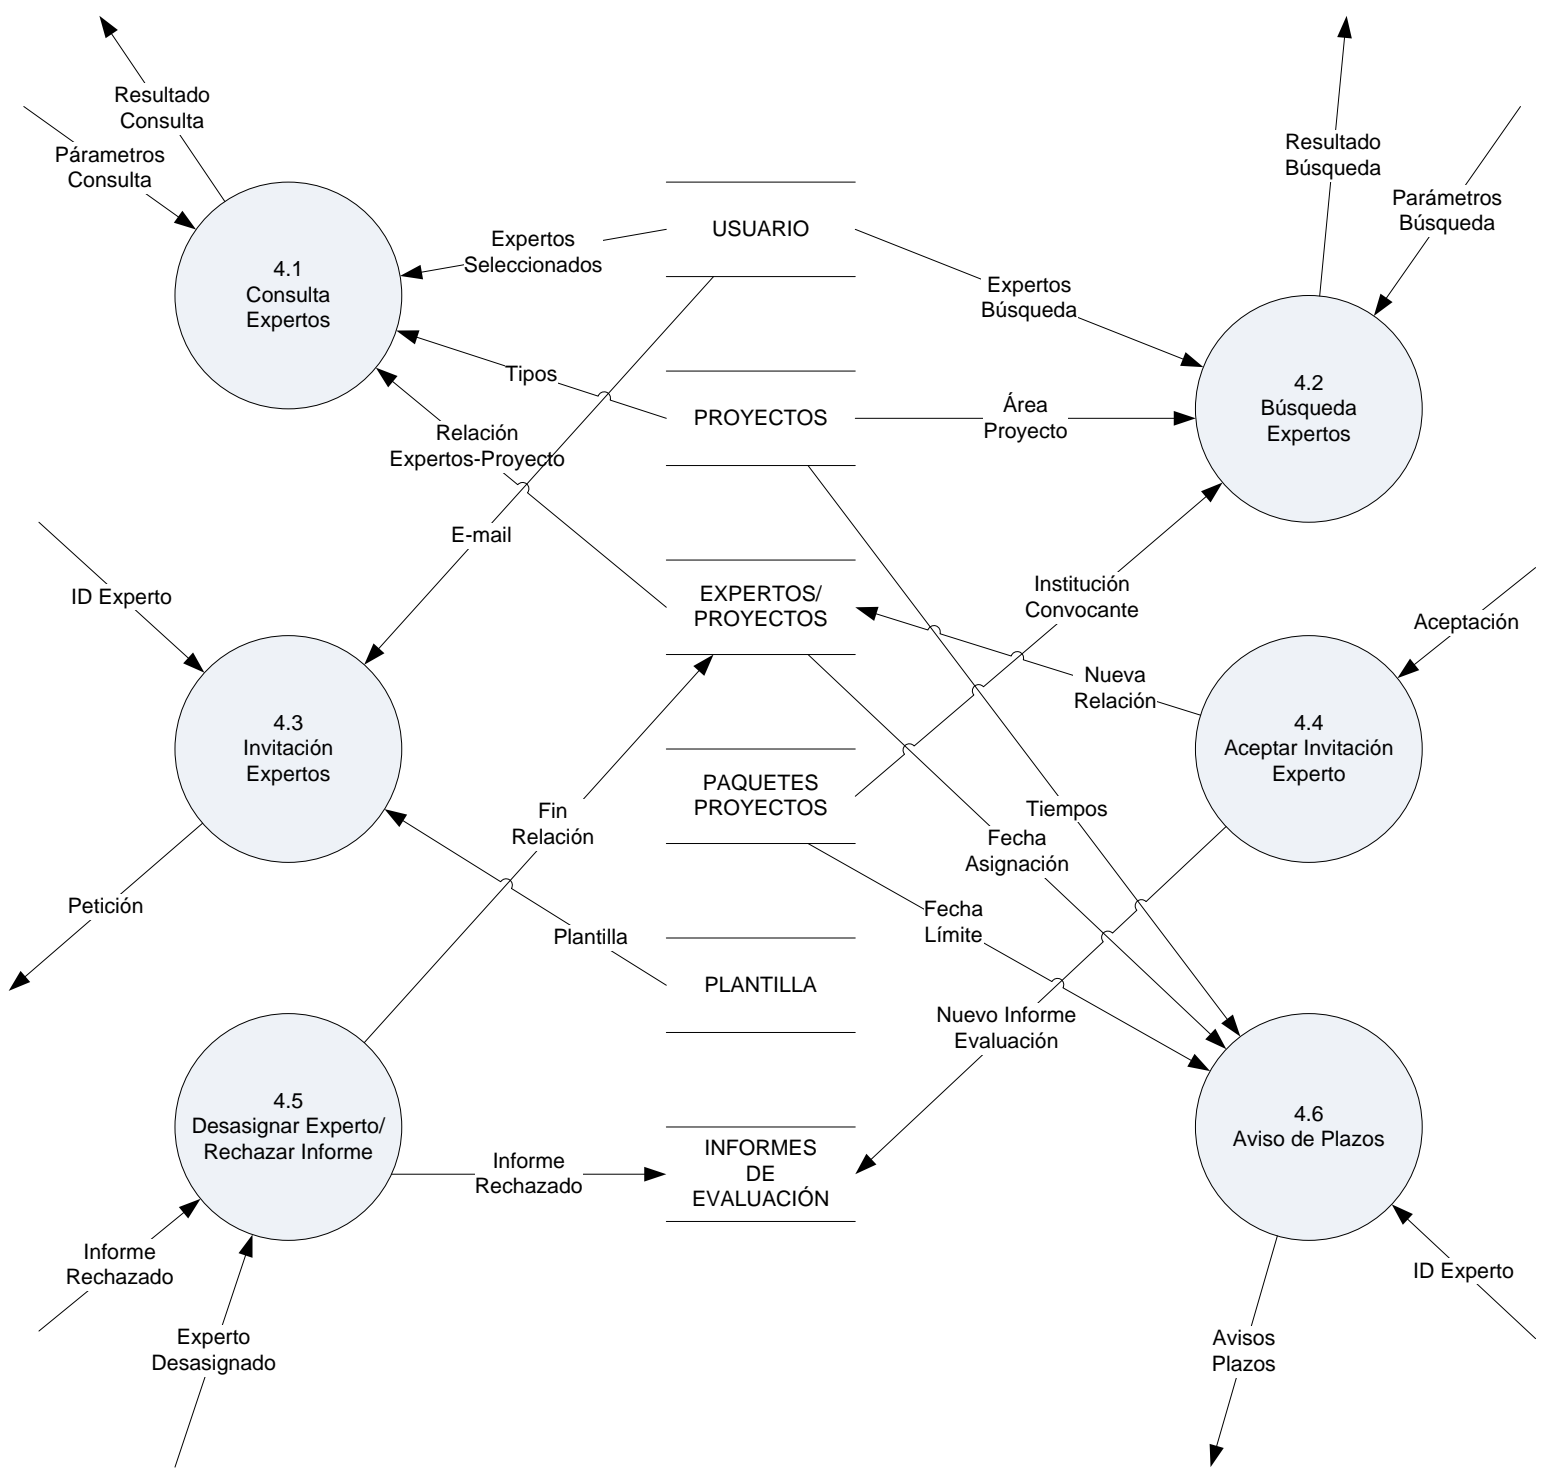 Resultado
Consulta
Párametros
Consulta
4.1
Consulta
Expertos
Expertos
Seleccionados
USUARIO
Expertos
Búsqueda
Resultado
Búsqueda
Parámetros
Búsqueda
4.2
Búsqueda
Expertos
Tipos
PROYECTOS
Área
Proyecto
Relación
Expertos-Proyecto
E-mail
ID Experto
EXPERTOS/
PROYECTOS
Institución
Convocante
Aceptación
Nueva
Relación
4.3
Invitación
Expertos
4.4
Aceptar Invitación
Experto
PAQUETES
PROYECTOS
Fin
Relación
Tiempos
Fecha
Asignación
Petición
Plantilla
Fecha
Límite
PLANTILLA
Nuevo Informe
Evaluación
4.5
Desasignar Experto/
Rechazar Informe
4.6
Aviso de Plazos
Informe
Rechazado
INFORMES
DE
EVALUACIÓN
Informe
Rechazado
ID Experto
Experto
Desasignado
Avisos
Plazos